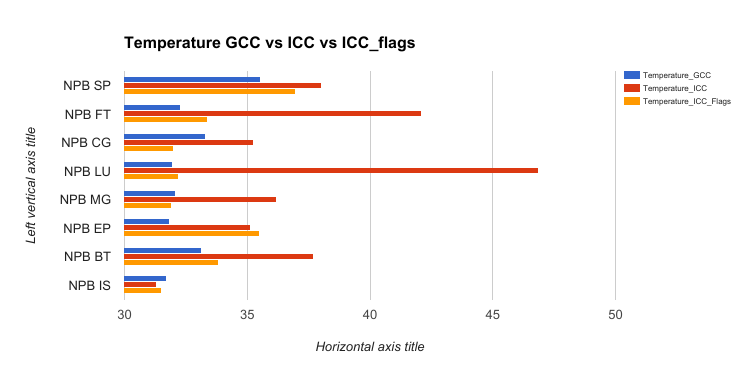 Temperature GCC vs ICC vs ICC_flags
Temperature_GCC
Temperature_ICC
Temperature_ICC_Flags
Left vertical axis title
NPB SP
NPB FT
NPB CG
NPB LU
NPB MG
NPB EP
NPB BT
NPB IS
30 35 40 45 50
Horizontal axis title